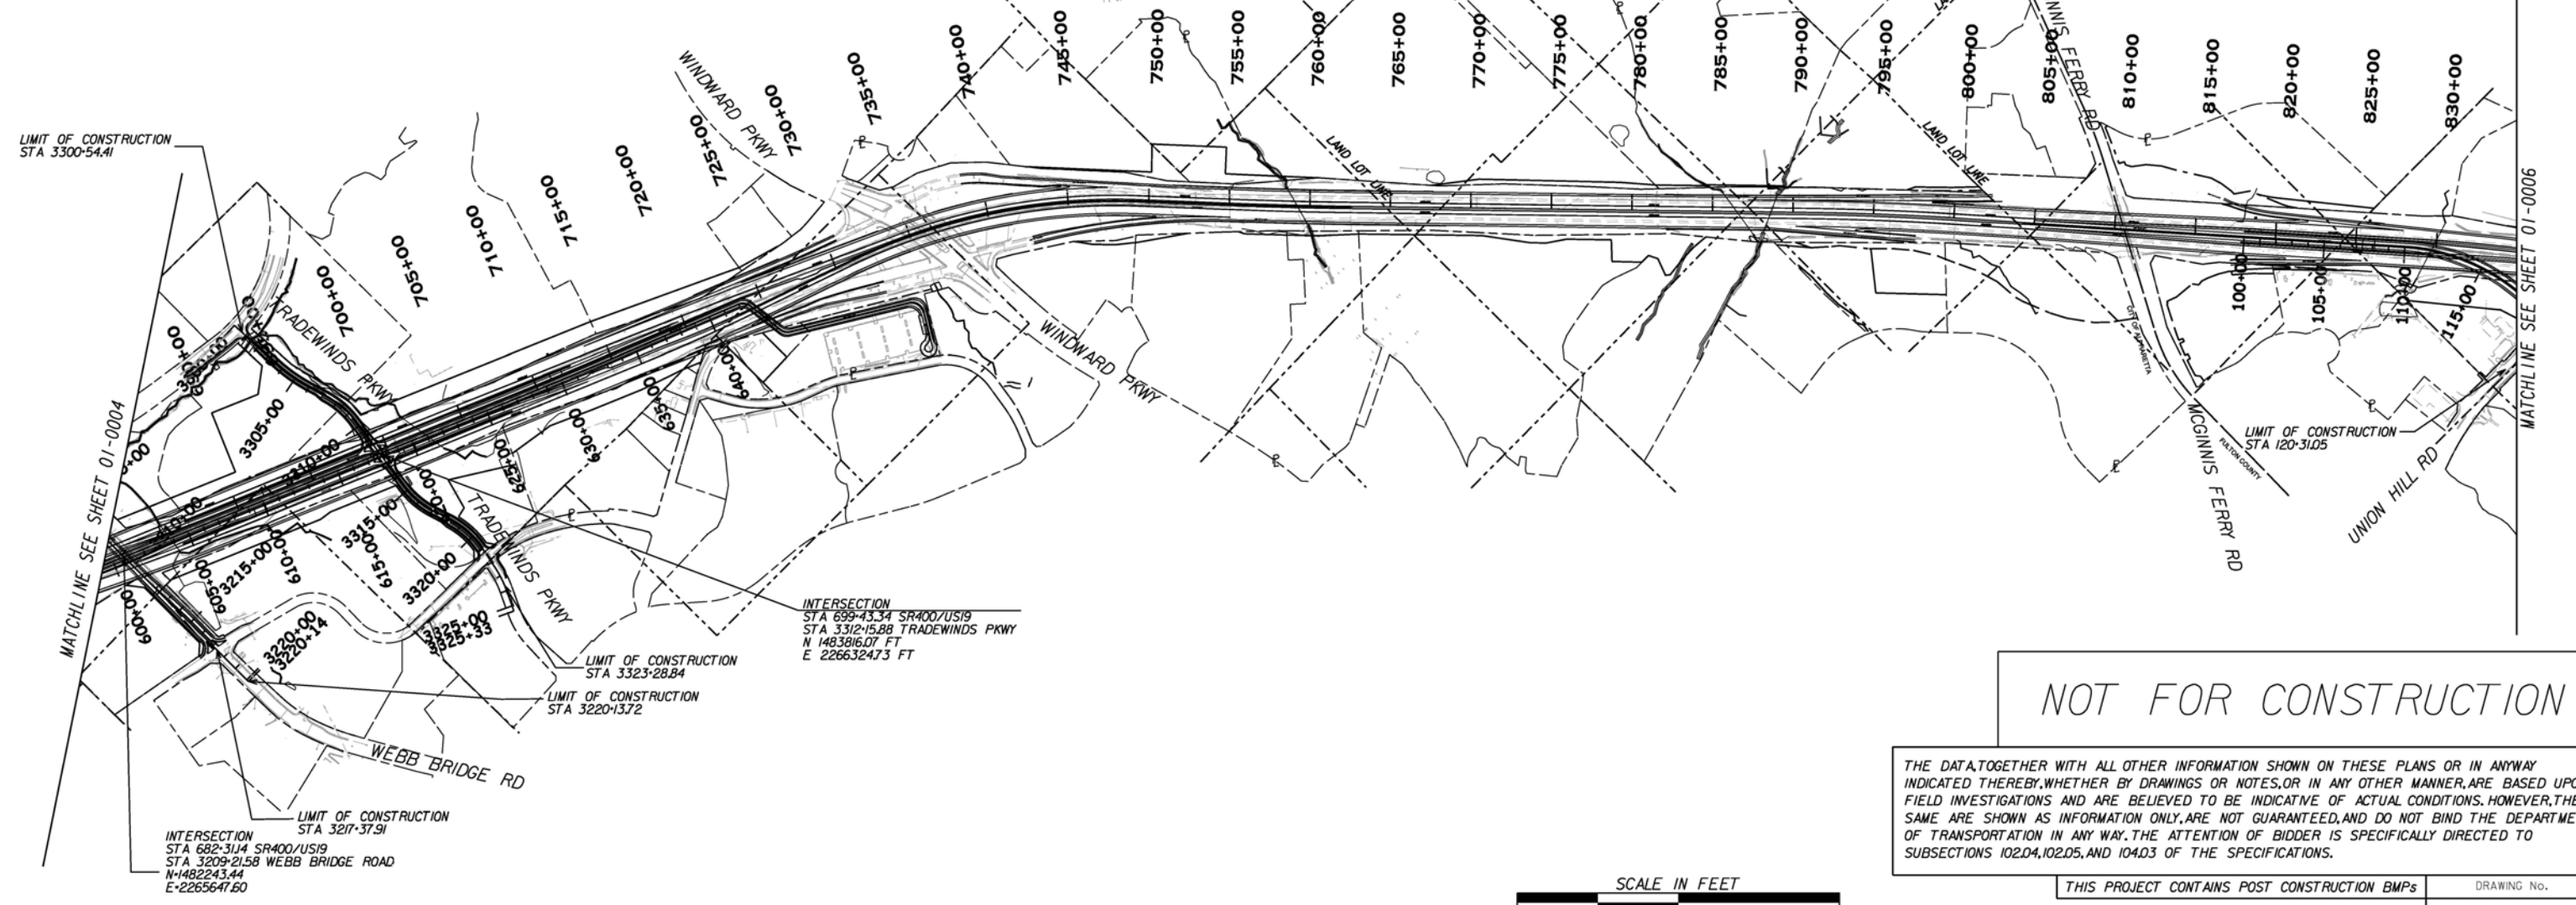 740+00
745+00
750+00
755+00
760+00
765+00
770+00
775+00
780+00
785+00
790+00
795+00
800+00
805+00
810+00
815+00
820+00
825+00
830+00
735+00
730+00
725+00
720+00
715+00
710+00
705+00
700+00
WINDWARD PKWY
NNIS FERRY RD
LAND LOT LINE
LAND LOT LINE
LIMIT OF CONSTRUCTION
STA 3300+54.41
TRADEWINDS PKWY
MATCHLINE SEE SHEET 01-0004
MATCHLINE SEE SHEET 01-0006
3305+00
3310+00
3315+00
3320+00
3325+00
3325+33
600+00
605+00
610+00
615+00
620+00
625+00
630+00
635+00
640+00
3215+00
3220+00
3220+14
WINDWARD PKWY
TRADEWINDS PKWY
100+00
105+00
110+00
115+00
CITY OF ALPHARETTA
FULTON COUNTY
MCGINNIS FERRY RD
LIMIT OF CONSTRUCTION
STA 120+31.05
UNION HILL RD
INTERSECTION
STA 699+43.34 SR400/US19
STA 3312+15.88 TRADEWINDS PKWY
N 1483816.07 FT
E 2266324.73 FT
LIMIT OF CONSTRUCTION
STA 3323+28.84
LIMIT OF CONSTRUCTION
STA 3220+13.72
WEBB BRIDGE RD
LIMIT OF CONSTRUCTION
STA 3217+37.91
INTERSECTION
STA 682+31.14 SR400/US19
STA 3209+21.58 WEBB BRIDGE ROAD
N=1482243.44
E=2265647.60
NOT FOR CONSTRUCTION
THE DATA, TOGETHER WITH ALL OTHER INFORMATION SHOWN ON THESE PLANS OR IN ANYWAY
INDICATED THEREBY, WHETHER BY DRAWINGS OR NOTES, OR IN ANY OTHER MANNER, ARE BASED UPO
FIELD INVESTIGATIONS AND ARE BELIEVED TO BE INDICATIVE OF ACTUAL CONDITIONS. HOWEVER, THE
SAME ARE SHOWN AS INFORMATION ONLY, ARE NOT GUARANTEED, AND DO NOT BIND THE DEPARTME
OF TRANSPORTATION IN ANY WAY. THE ATTENTION OF BIDDER IS SPECIFICALLY DIRECTED TO
SUBSECTIONS 102.04, 102.05, AND 104.03 OF THE SPECIFICATIONS.
SCALE IN FEET
THIS PROJECT CONTAINS POST CONSTRUCTION BMPs
DRAWING No.